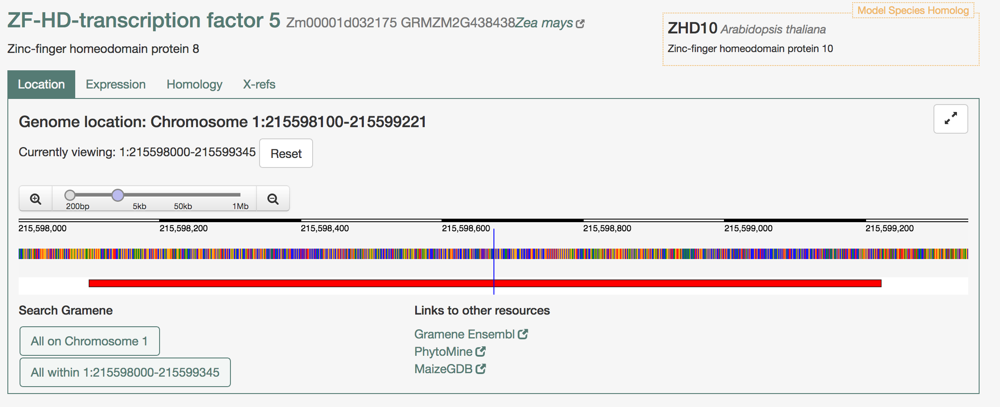 ZF-HD-transcription factor 5 Zm00001d032175 GRMZM2G438438Zea mays
Zinc-finger homeodomain protein 8
Model Species Homolog
ZHD10 Arabidopsis thaliana
Zinc-finger homeodomain protein 10
Location Expression Homology X-refs
Genome location: Chromosome 1:215598100-215599221
Currently viewing: 1:215598000-215599345 Reset
200bp 5kb 50kb 1Mb
215,598,000 215,598,200 215,598,400 215,598,600 215,598,800 215,599,000 215,599,200
Search Gramene
All on Chromosome 1
All within 1:215598000-215599345
Links to other resources
Gramene Ensembl
PhytoMine
MaizeGDB